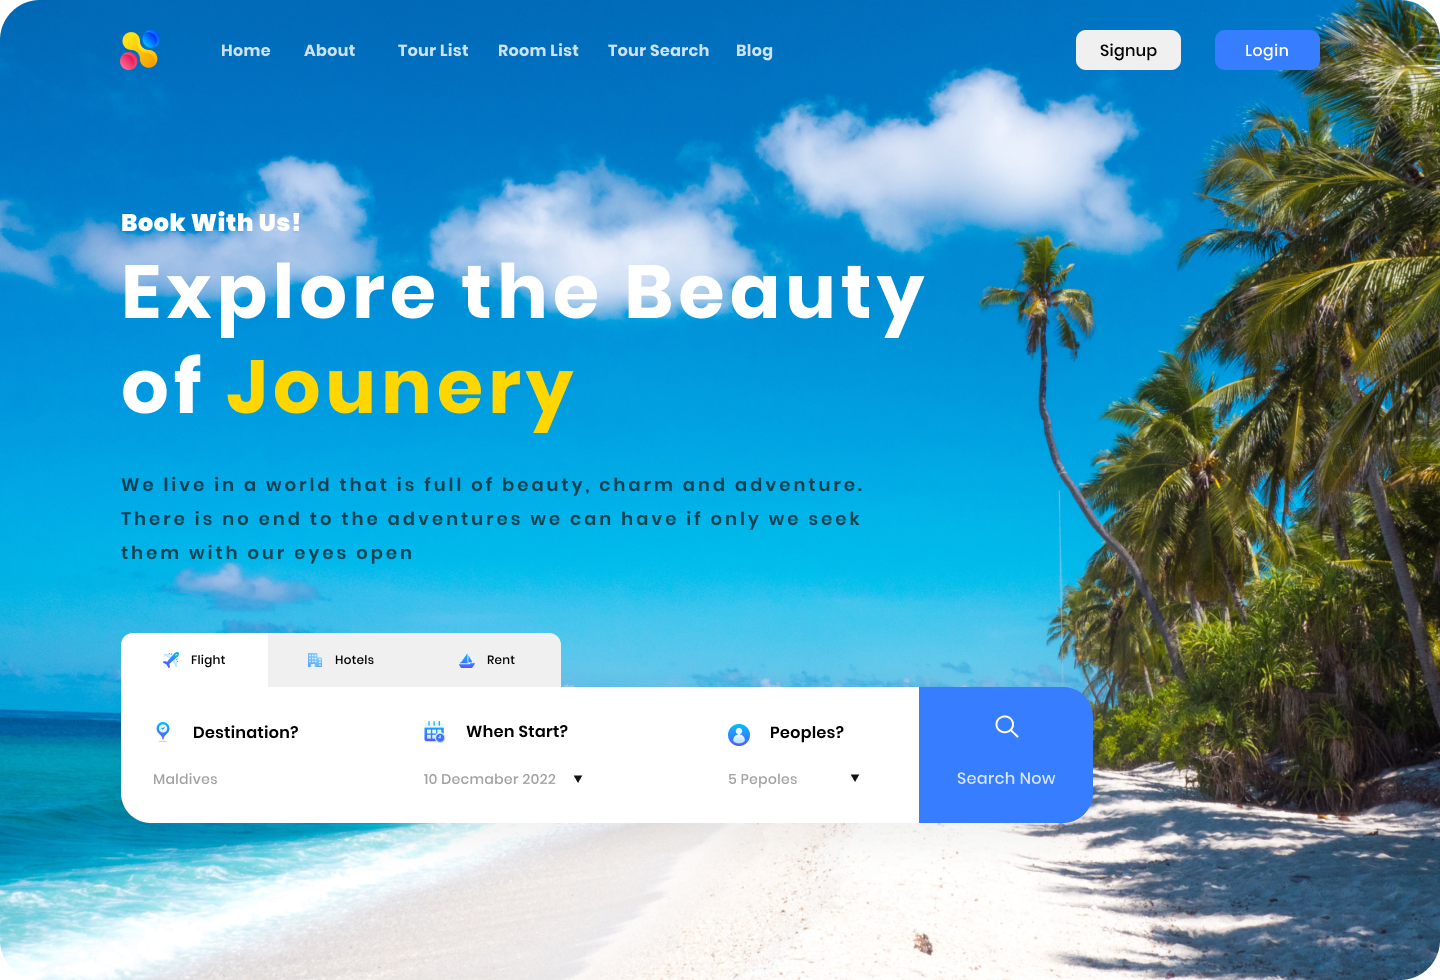 Home About Tour List Room List Tour Search Blog Signup Login
Book With Us!
Explore the Beauty
of Jounery
We live in a world that is full of beauty, charm and adventure.
There is no end to the adventures we can have if only we seek
them with our eyes open
Flight Hotels Rent
Destination? When Start? Peoples?
Maldives 10 Decmaber 2022 5 Pepoles Search Now